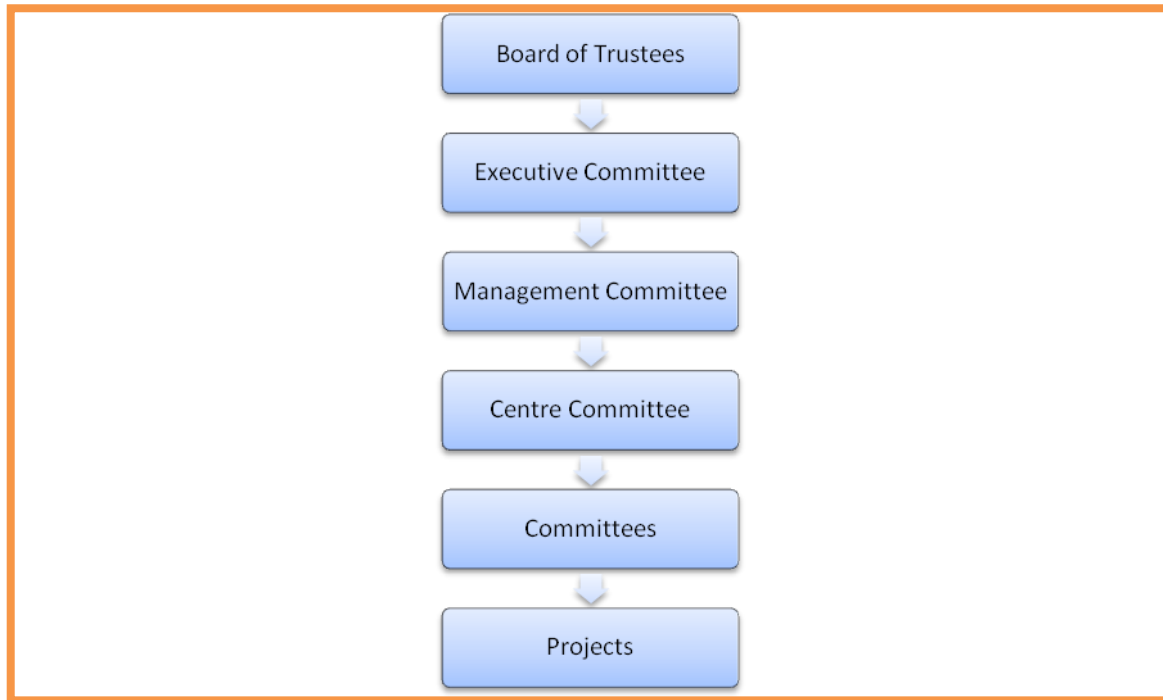 Board of Trustees
Executive Committee
Management Committee
Centre Committee
Committees
Projects